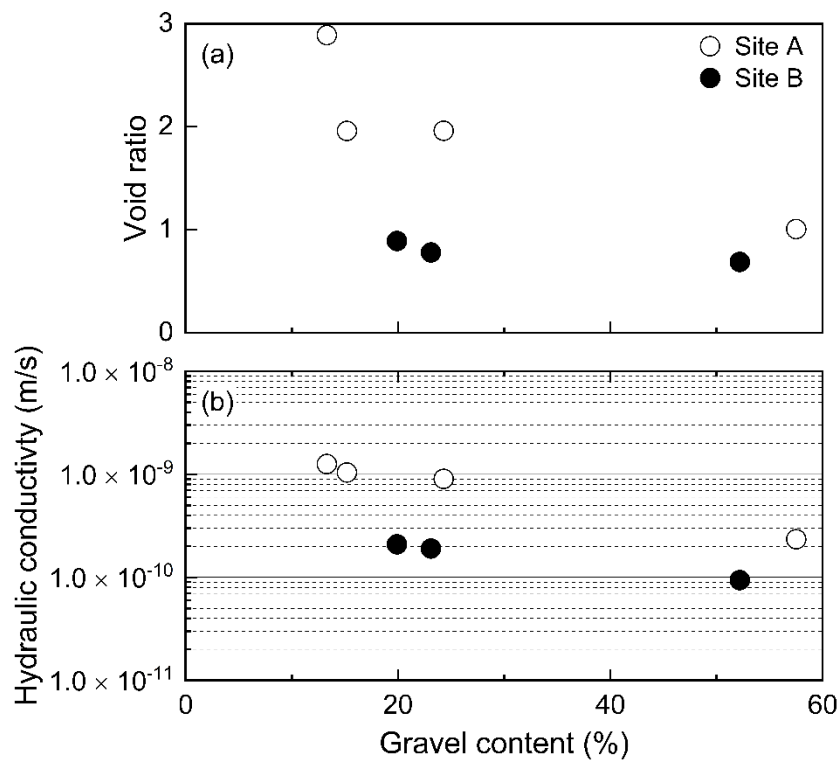 3
(a)
Site A
Site B
2
1
0
Void ratio
1.0 × 10⁻⁸
(b)
1.0 × 10⁻⁹
1.0 × 10⁻¹⁰
1.0 × 10⁻¹¹
Hydraulic conductivty (m/s)
0
20
40
60
Gravel content (%)